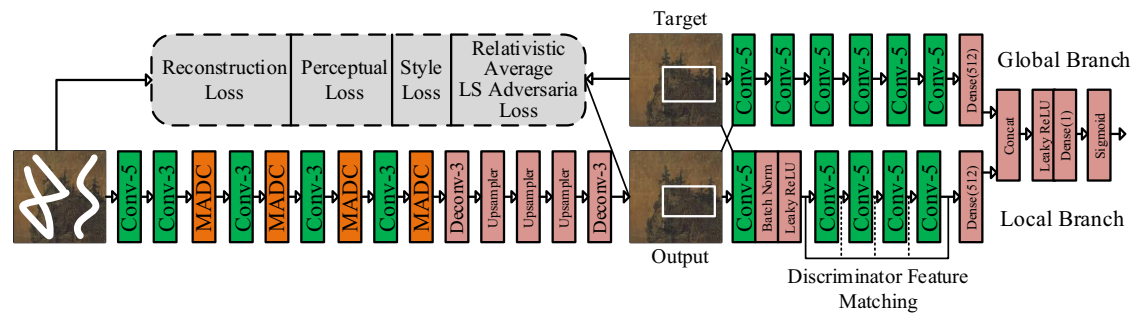 Target
Reconstruction
Loss
Perceptual
Loss
Style
Loss
Relativistic
Average
LS Adversaria
Loss
Conv-5
Conv-5
Conv-5
Conv-5
Conv-5
Conv-5
Dense(512)
Global Branch
Concat
Leaky ReLU
Dense(1)
Sigmoid
Conv-5
Conv-3
MADC
Conv-3
MADC
Conv-3
MADC
Conv-3
MADC
Deconv-3
Upsampler
Upsampler
Upsampler
Deconv-3
Output
Conv-5
Batch Norm
Leaky ReLU
Conv-5
Conv-5
Conv-5
Conv-5
Dense(512)
Local Branch
Discriminator Feature
Matching